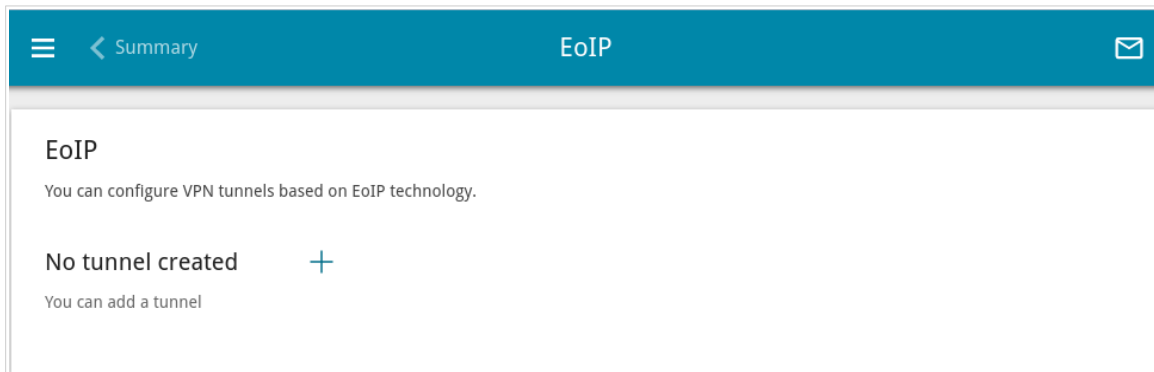 Summary
EoIP
EoIP
You can configure VPN tunnels based on EoIP technology.
No tunnel created
You can add a tunnel